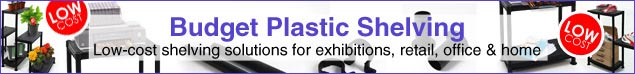 LOW
COST
Budget Plastic Shelving
Low-cost shelving solutions for exhibitions, retail, office & home
LOW
COST